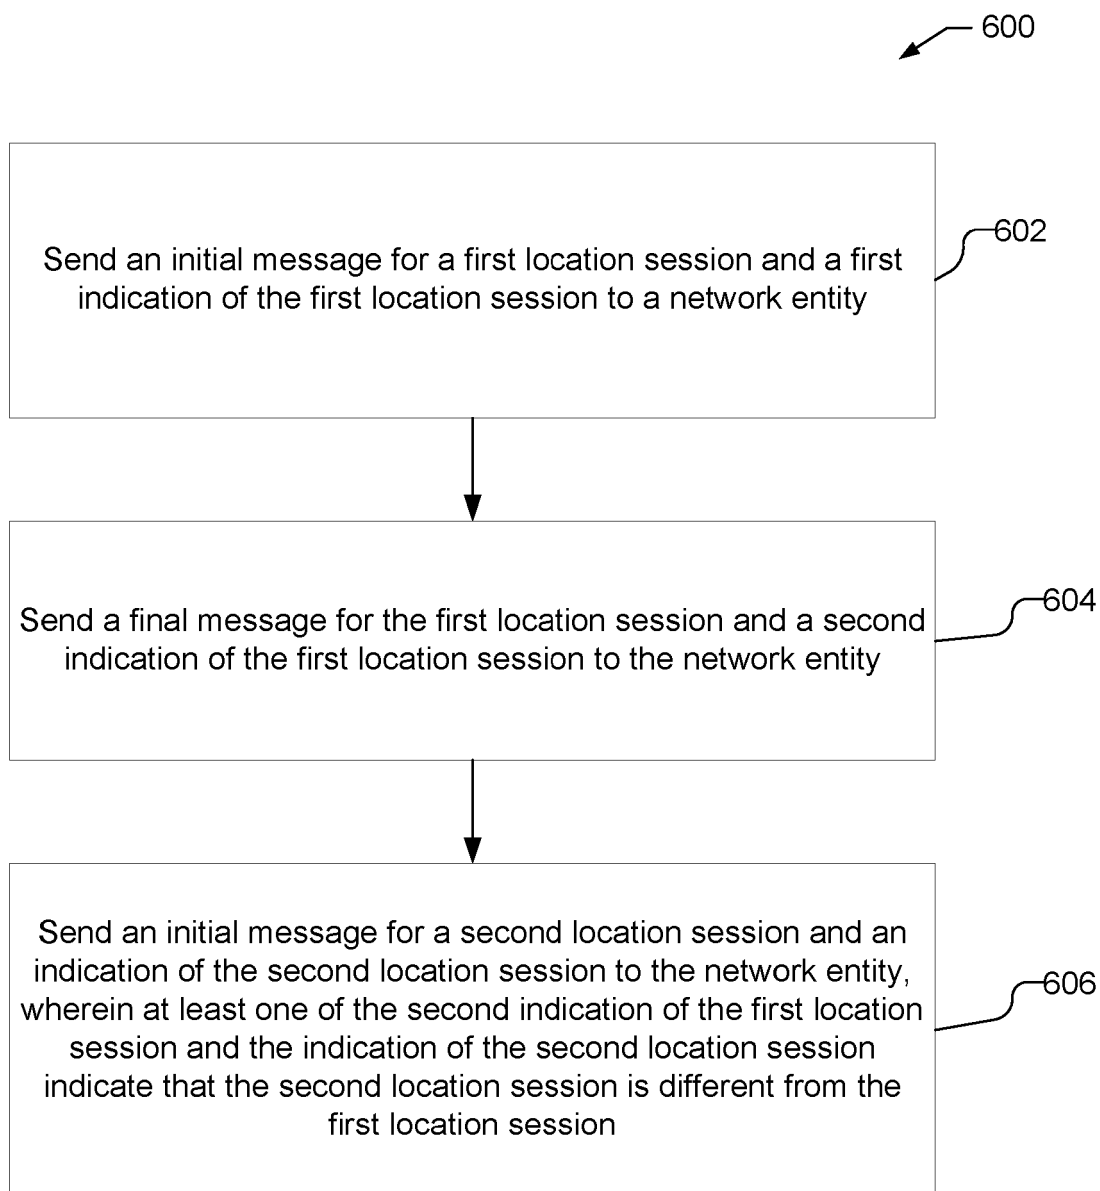 600
Send an initial message for a first location session and a first
indication of the first location session to a network entity
602
Send a final message for the first location session and a second
indication of the first location session to the network entity
604
Send an initial message for a second location session and an
indication of the second location session to the network entity,
wherein at least one of the second indication of the first location
session and the indication of the second location session
indicate that the second location session is different from the
first location session
606